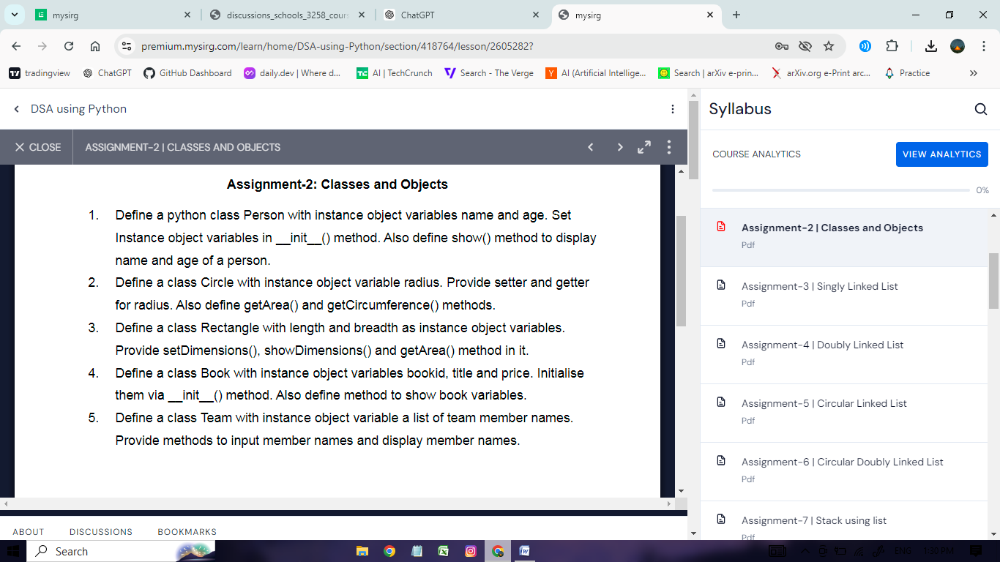 mysirg
discussions_schools_3258_cour
ChatGPT
mysirg
premium.mysirg.com/learn/home/DSA-using-Python/section/418764/lesson/2605282?
tradingview
ChatGPT
GitHub Dashboard
daily.dev | Where d...
AI | TechCrunch
Search - The Verge
AI (Artificial Intellige...
Search | arXiv e-prin...
arXiv.org e-Print arc...
Practice
DSA using Python
CLOSE
ASSIGNMENT-2 | CLASSES AND OBJECTS
Assignment-2: Classes and Objects
1. Define a python class Person with instance object variables name and age. Set
Instance object variables in __init__() method. Also define show() method to display
name and age of a person.
2. Define a class Circle with instance object variable radius. Provide setter and getter
for radius. Also define getArea() and getCircumference() methods.
3. Define a class Rectangle with length and breadth as instance object variables.
Provide setDimensions(), showDimensions() and getArea() method in it.
4. Define a class Book with instance object variables bookid, title and price. Initialise
them via __init__() method. Also define method to show book variables.
5. Define a class Team with instance object variable a list of team member names.
Provide methods to input member names and display member names.
ABOUT
DISCUSSIONS
BOOKMARKS
Syllabus
COURSE ANALYTICS
VIEW ANALYTICS
0%
Assignment-2 | Classes and Objects
Pdf
Assignment-3 | Singly Linked List
Pdf
Assignment-4 | Doubly Linked List
Pdf
Assignment-5 | Circular Linked List
Pdf
Assignment-6 | Circular Doubly Linked List
Pdf
Assignment-7 | Stack using list
Pdf
Search
ENG
1:30 PM